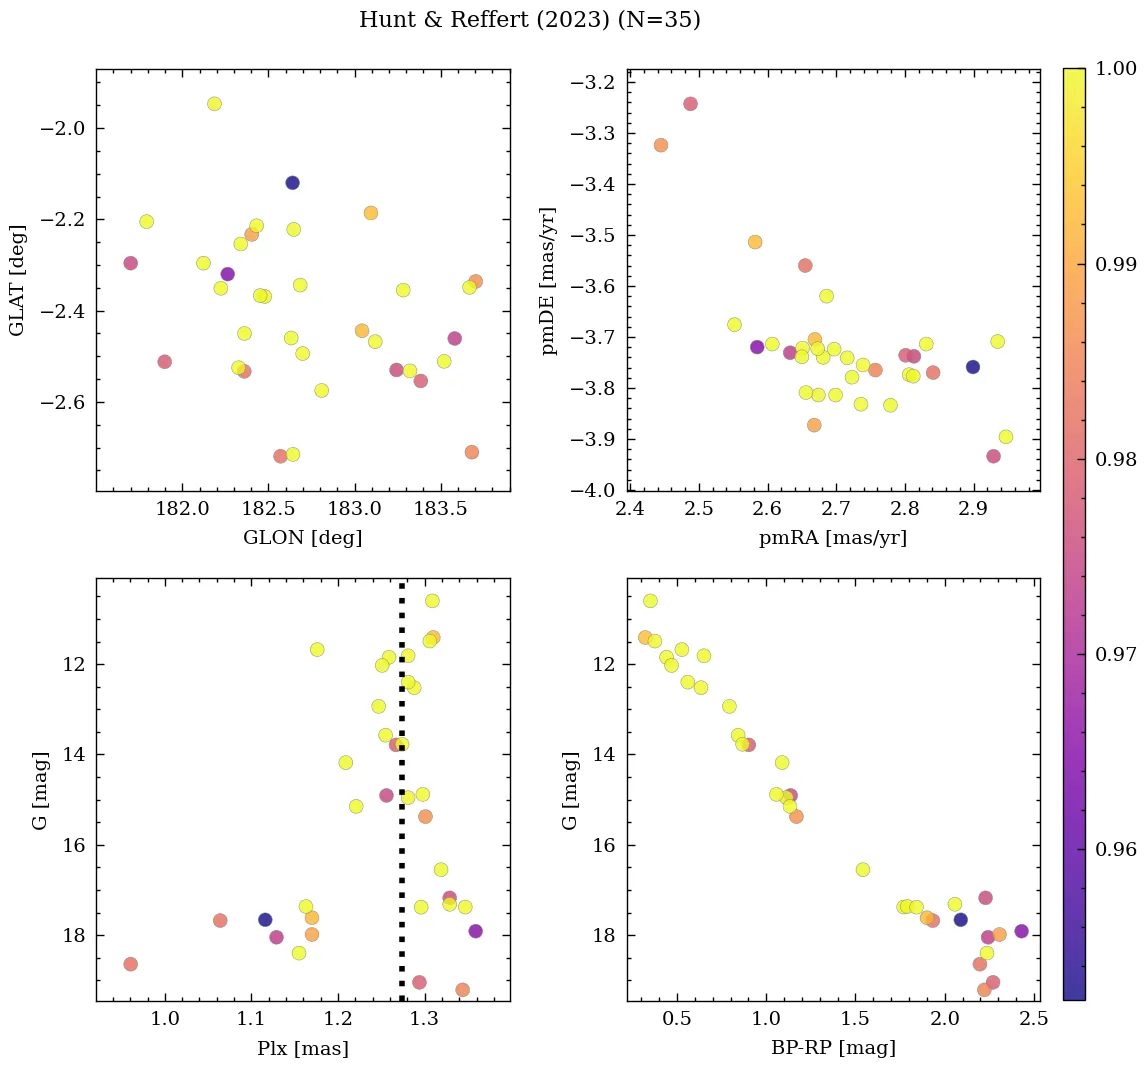 Hunt & Reffert (2023) (N=35)
−2.0
−2.2
−2.4
−2.6
GLAT [deg]
182.0 182.5 183.0 183.5
GLON [deg]
−3.2
−3.3
−3.4
−3.5
−3.6
−3.7
−3.8
−3.9
−4.0
pmDE [mas/yr]
2.4 2.5 2.6 2.7 2.8 2.9
pmRA [mas/yr]
1.00
0.99
0.98
0.97
0.96
12
14
16
18
G [mag]
1.0 1.1 1.2 1.3
Plx [mas]
12
14
16
18
G [mag]
0.5 1.0 1.5 2.0 2.5
BP-RP [mag]